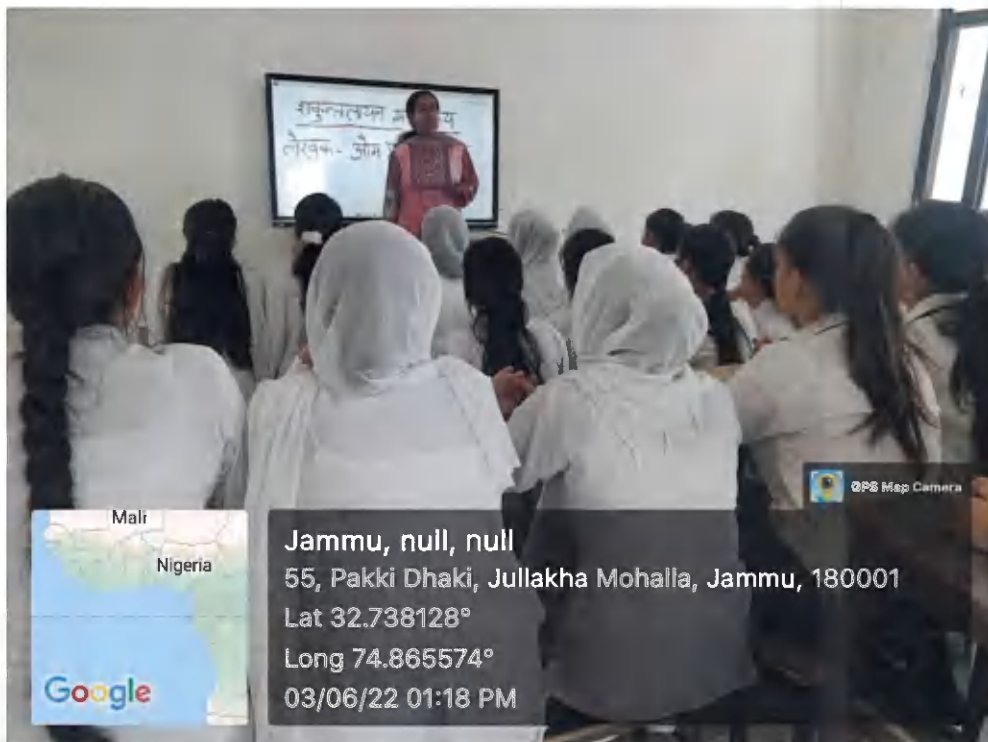 शकुन्तलायन म य
लेखक- ओम
GPS Map Camera
Mali
Nigeria
Google
Jammu, null, null
55, Pakki Dhaki, Jullakha Mohalla, Jammu, 180001
Lat 32.738128°
Long 74.865574°
03/06/22 01:18 PM